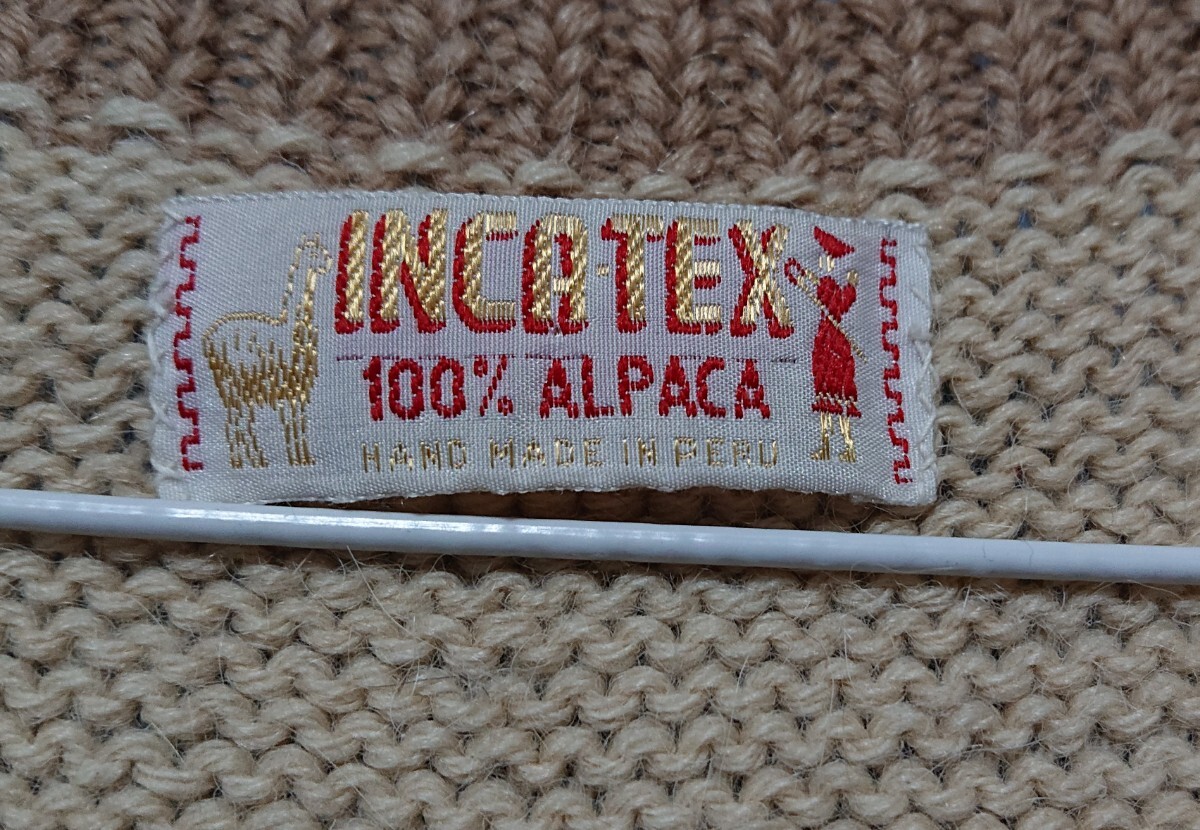 INCA·TEX
100% ALPACA
HAND MADE IN PERU